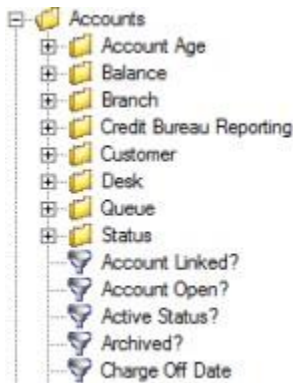 Accounts
Account Age
Balance
Branch
Credit Bureau Reporting
Customer
Desk
Queue
Status
Account Linked?
Account Open?
Active Status?
Archived?
Charge Off Date